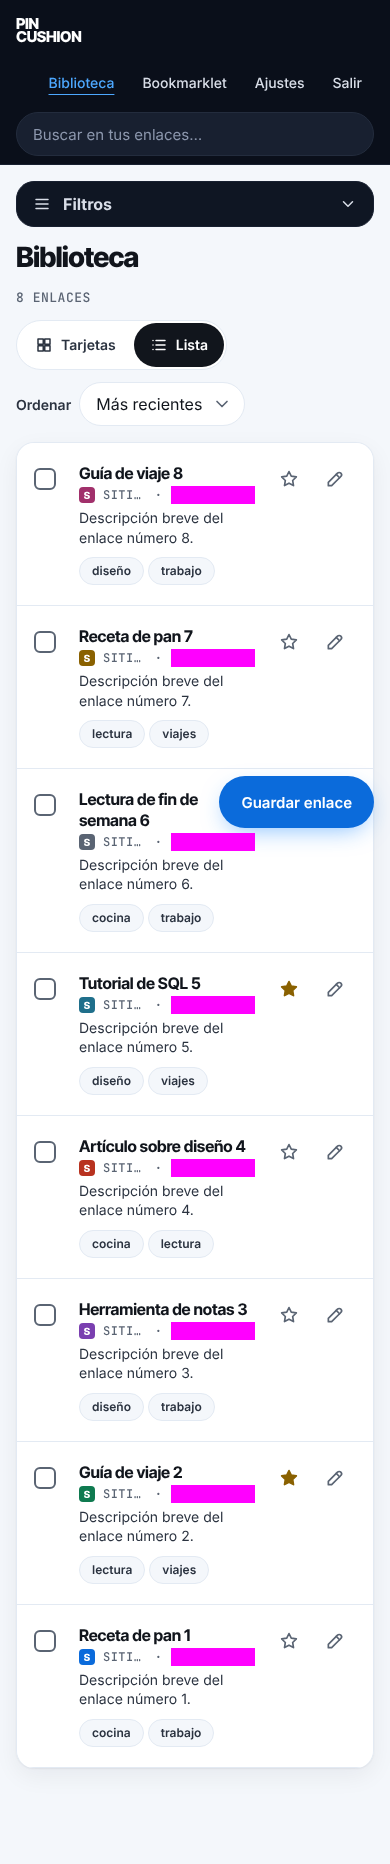 PIN
CUSHION
Biblioteca Bookmarklet Ajustes Salir
Buscar en tus enlaces...
Filtros
Biblioteca
8 ENLACES
Tarjetas Lista
Ordenar Más recientes
Guía de viaje 8
S SITI… ·
Descripción breve del
enlace número 8.
diseño trabajo
Receta de pan 7
S SITI… ·
Descripción breve del
enlace número 7.
lectura viajes
Lectura de fin de
semana 6
Guardar enlace
S SITI… ·
Descripción breve del
enlace número 6.
cocina trabajo
Tutorial de SQL 5
S SITI… ·
Descripción breve del
enlace número 5.
diseño viajes
Artículo sobre diseño 4
S SITI… ·
Descripción breve del
enlace número 4.
cocina lectura
Herramienta de notas 3
S SITI… ·
Descripción breve del
enlace número 3.
diseño trabajo
Guía de viaje 2
S SITI… ·
Descripción breve del
enlace número 2.
lectura viajes
Receta de pan 1
S SITI… ·
Descripción breve del
enlace número 1.
cocina trabajo